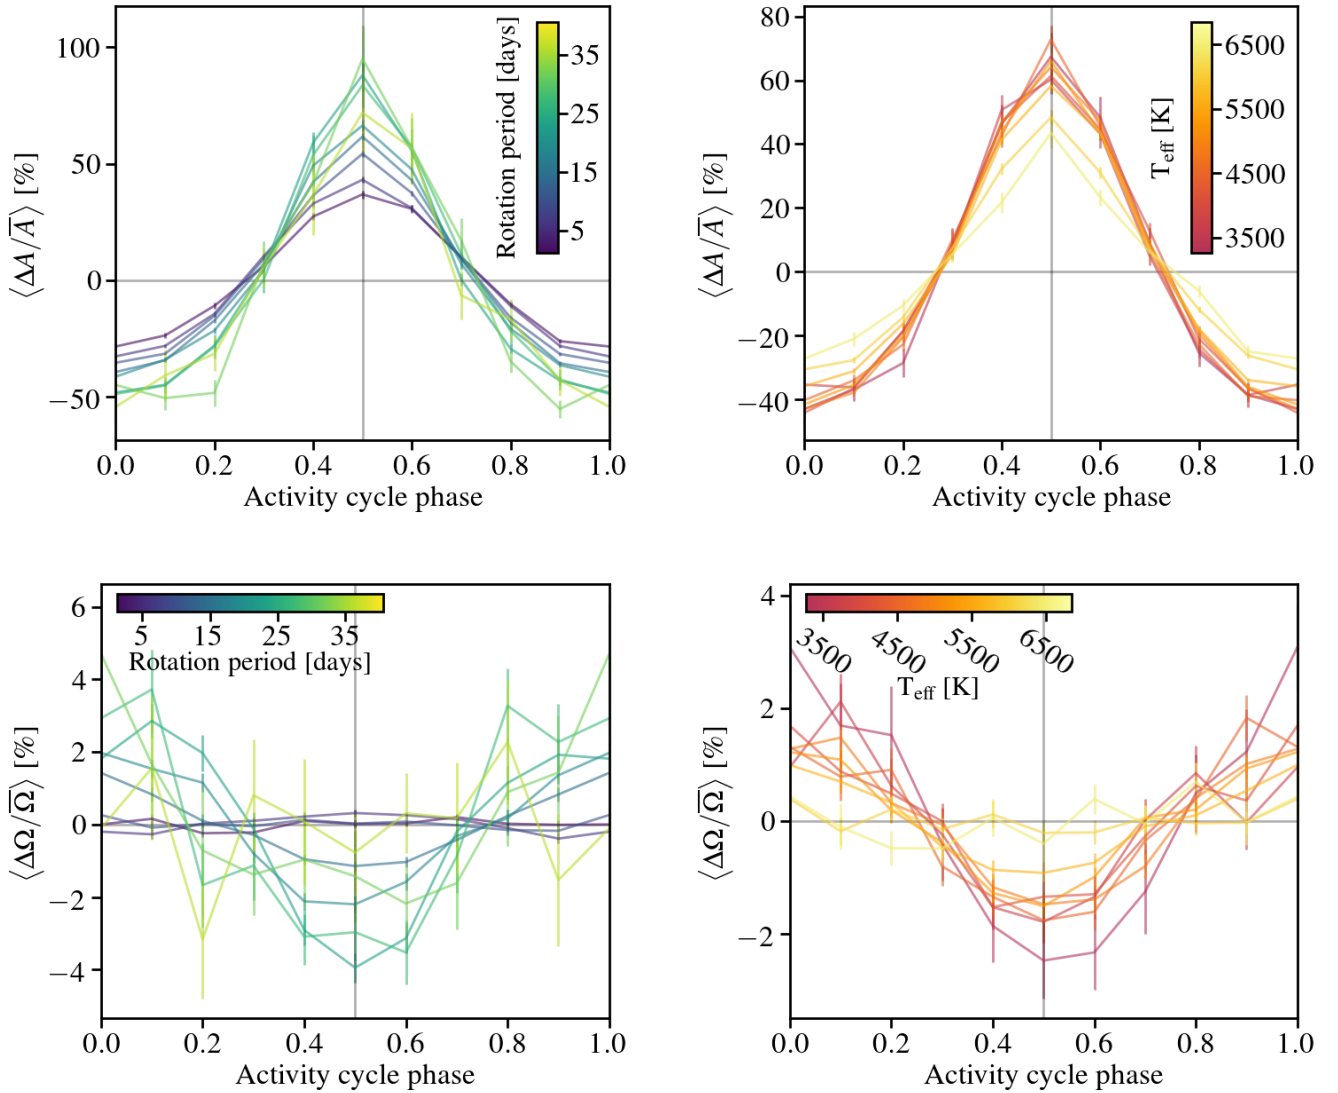 100
50
0
−50
⟨ΔA/A̅⟩ [%]
0.0 0.2 0.4 0.6 0.8 1.0
Activity cycle phase
Rotation period [days]
35
25
15
5
80
60
40
20
0
−20
−40
⟨ΔA/A̅⟩ [%]
0.0 0.2 0.4 0.6 0.8 1.0
Activity cycle phase
T_eff [K]
6500
5500
4500
3500
6
4
2
0
−2
−4
⟨ΔΩ/Ω̅⟩ [%]
5 15 25 35
Rotation period [days]
0.0 0.2 0.4 0.6 0.8 1.0
Activity cycle phase
4
2
0
−2
⟨ΔΩ/Ω̅⟩ [%]
3500 4500 5500 6500
T_eff [K]
0.0 0.2 0.4 0.6 0.8 1.0
Activity cycle phase